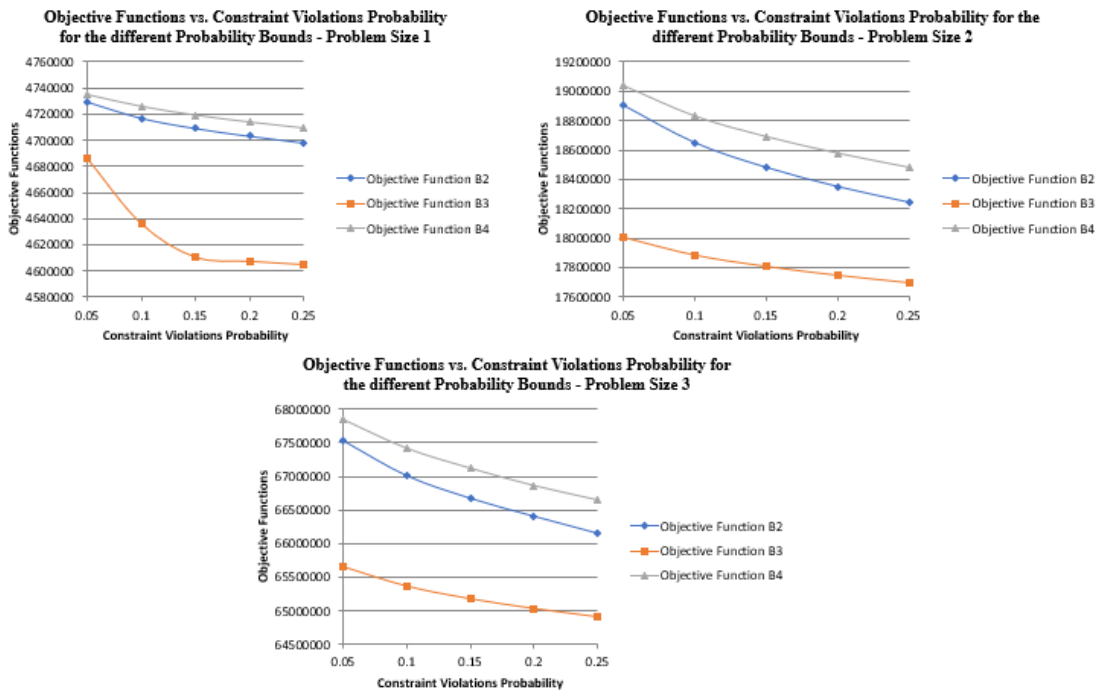 Objective Functions vs. Constraint Violations Probability
for the different Probability Bounds - Problem Size 1
4760000
4740000
4720000
4700000
4680000
4660000
4640000
4620000
4600000
4580000
Objective Functions
0.05 0.1 0.15 0.2 0.25
Constraint Violations Probability
Objective Function B2
Objective Function B3
Objective Function B4
Objective Functions vs. Constraint Violations Probability for the
different Probability Bounds - Problem Size 2
19200000
19000000
18800000
18600000
18400000
18200000
18000000
17800000
17600000
Objective Functions
0.05 0.1 0.15 0.2 0.25
Constraint Violations Probability
Objective Function B2
Objective Function B3
Objective Function B4
Objective Functions vs. Constraint Violations Probability for
the different Probability Bounds - Problem Size 3
68000000
67500000
67000000
66500000
66000000
65500000
65000000
64500000
Objective Functions
0.05 0.1 0.15 0.2 0.25
Constraint Violations Probability
Objective Function B2
Objective Function B3
Objective Function B4